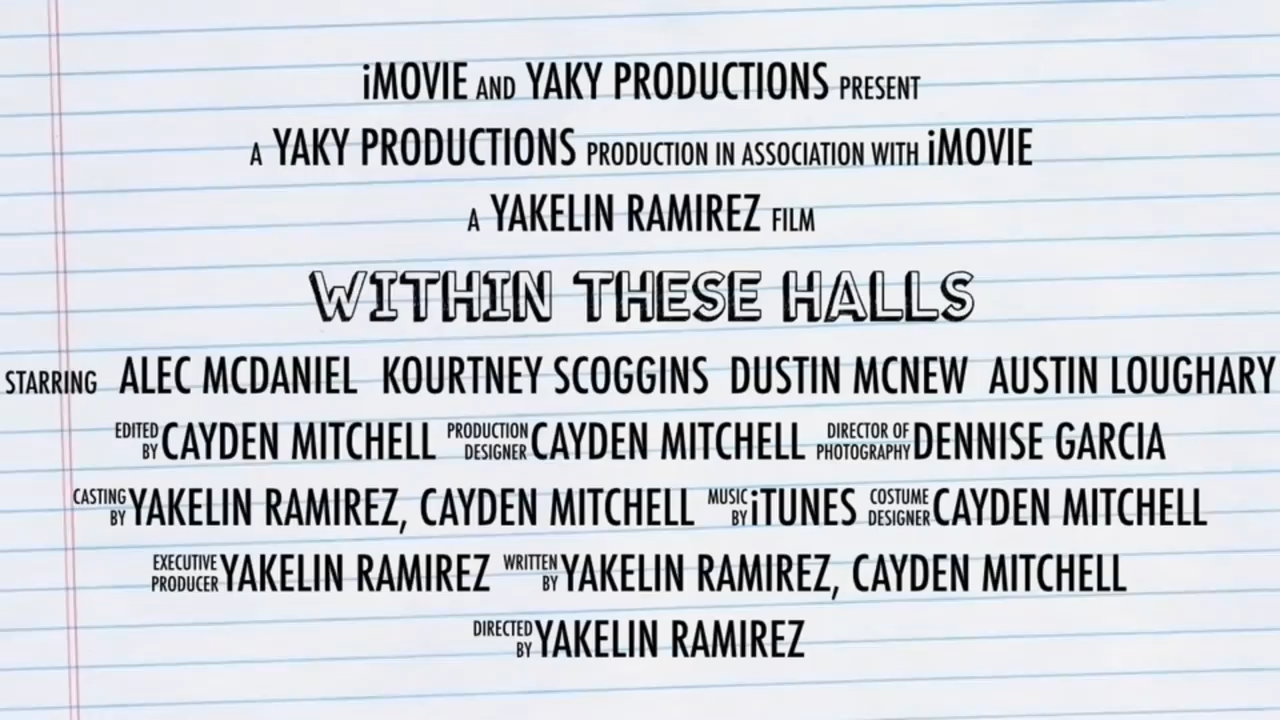 iMOVIE AND YAKY PRODUCTIONS PRESENT
A YAKY PRODUCTIONS PRODUCTION IN ASSOCIATION WITH iMOVIE
A YAKELIN RAMIREZ FILM
WITHIN THESE HALLS
STARRING ALEC MCDANIEL KOURTNEY SCOGGINS DUSTIN MCNEW AUSTIN LOUGHARY
EDITED BY CAYDEN MITCHELL PRODUCTION DESIGNER CAYDEN MITCHELL DIRECTOR OF PHOTOGRAPHY DENNISE GARCIA
CASTING BY YAKELIN RAMIREZ, CAYDEN MITCHELL MUSIC BY iTUNES COSTUME DESIGNER CAYDEN MITCHELL
EXECUTIVE PRODUCER YAKELIN RAMIREZ WRITTEN BY YAKELIN RAMIREZ, CAYDEN MITCHELL
DIRECTED BY YAKELIN RAMIREZ